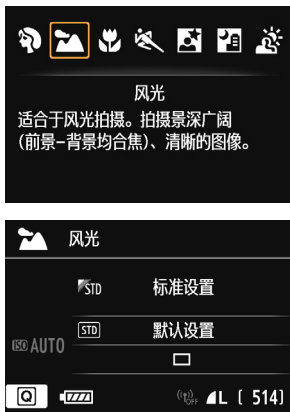 风光
适合于风光拍摄。拍摄景深广阔
(前景-背景均合焦)、清晰的图像。
风光
STD 标准设置
STD 默认设置
ISO AUTO
Q OFF L [ 514]